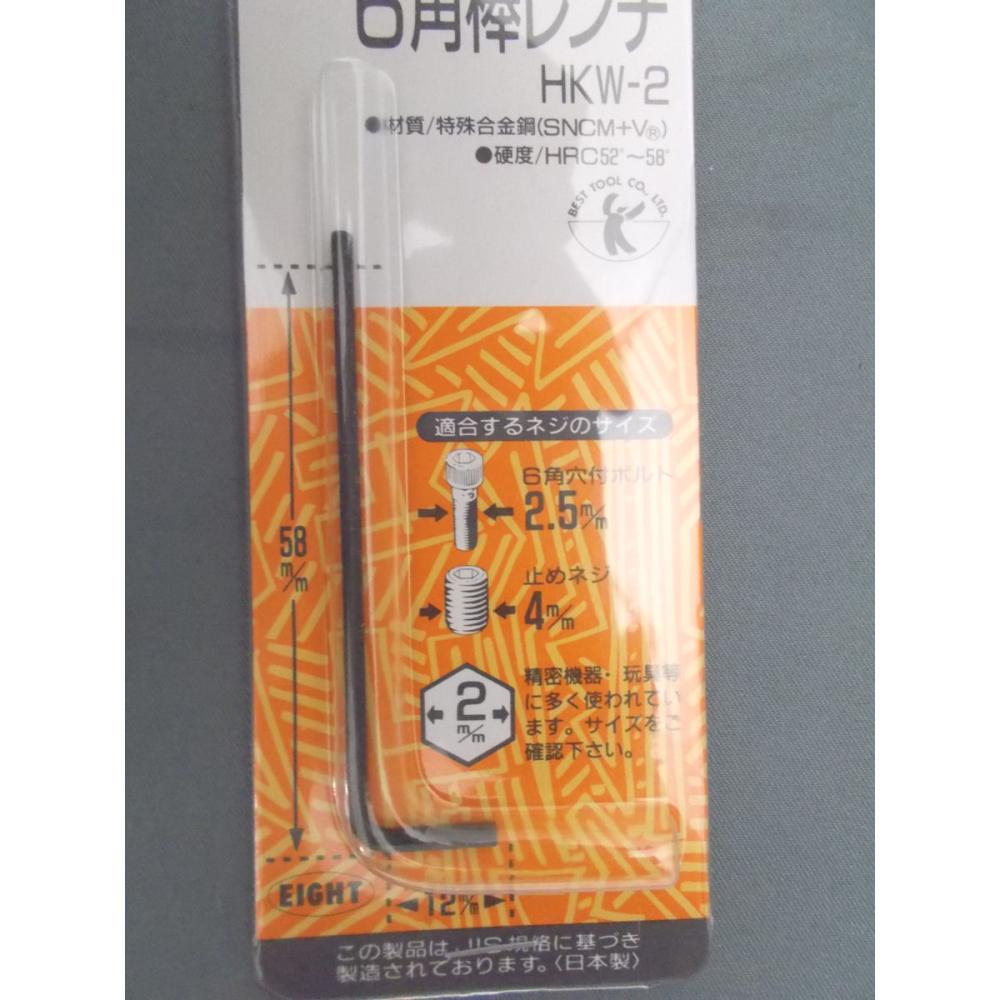 6角棒レンチ
HKW-2
●材質/特殊合金鋼(SNCM+V®)
●硬度/HRC52°～58°
BEST TOOL CO., LTD.
適合するネジのサイズ
6角穴付ボルト
2.5m/m
止めネジ
4m/m
58
m/m
2
m/m
精密機器・玩具等
に多く使われてい
ます。サイズをご
確認下さい。
EIGHT
12m/m
この製品は、JIS規格に基づき
製造されております。〈日本製〉